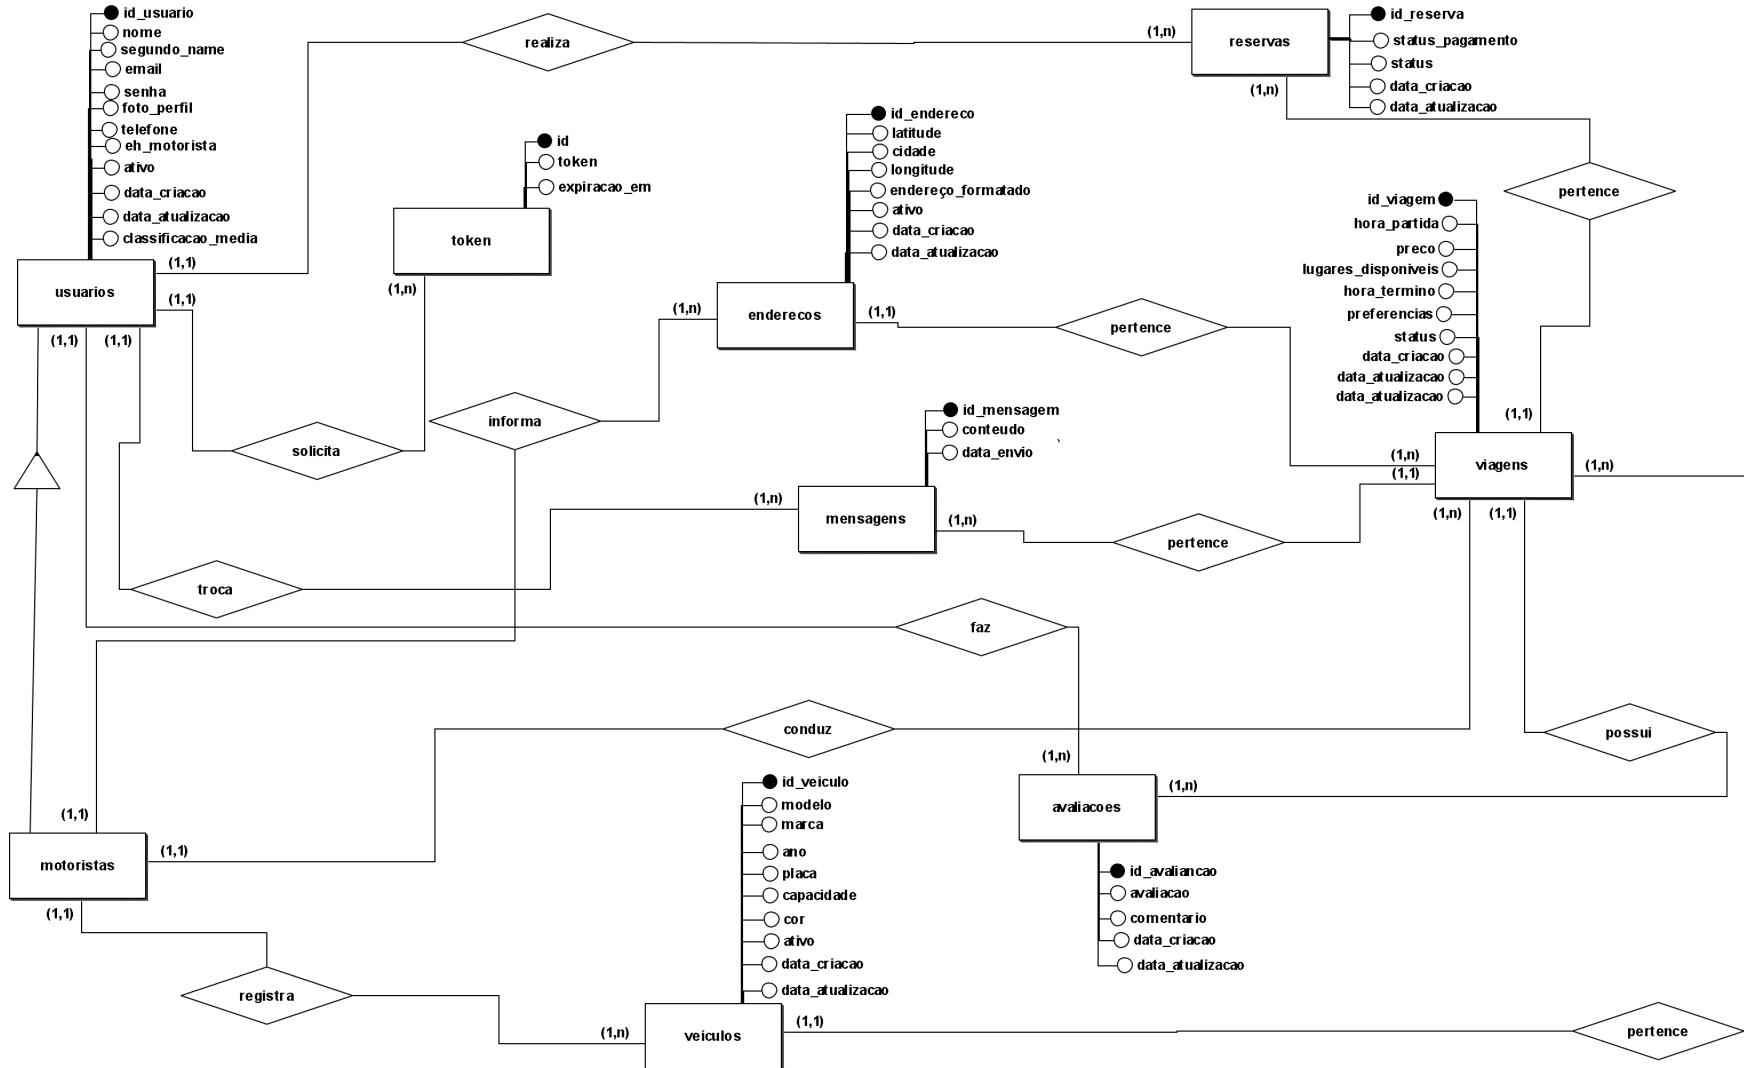 id_usuario
nome
segundo_name
email
senha
foto_perfil
telefone
eh_motorista
ativo
data_criacao
data_atualizacao
classificacao_media
usuarios
(1,1)
(1,1)
(1,1)
(1,1)
realiza
(1,n)
reservas
(1,n)
id_reserva
status_pagamento
status
data_criacao
data_atualizacao
pertence
id
token
expiracao_em
token
(1,n)
solicita
id_endereco
latitude
cidade
longitude
endereço_formatado
ativo
data_criacao
data_atualizacao
(1,n)
enderecos
(1,1)
informa
pertence
id_viagem
hora_partida
preco
lugares_disponiveis
hora_termino
preferencias
status
data_criacao
data_atualizacao
data_atualizacao
(1,1)
(1,n)
(1,1)
viagens
(1,n)
(1,n)
(1,1)
id_mensagem
conteudo
data_envio
(1,n)
mensagens
(1,n)
pertence
troca
faz
conduz
possui
(1,n)
avaliacoes
(1,n)
id_avaliancao
avaliacao
comentario
data_criacao
data_atualizacao
(1,1)
motoristas
(1,1)
(1,1)
registra
id_veiculo
modelo
marca
ano
placa
capacidade
cor
ativo
data_criacao
data_atualizacao
(1,n)
veiculos
(1,1)
pertence